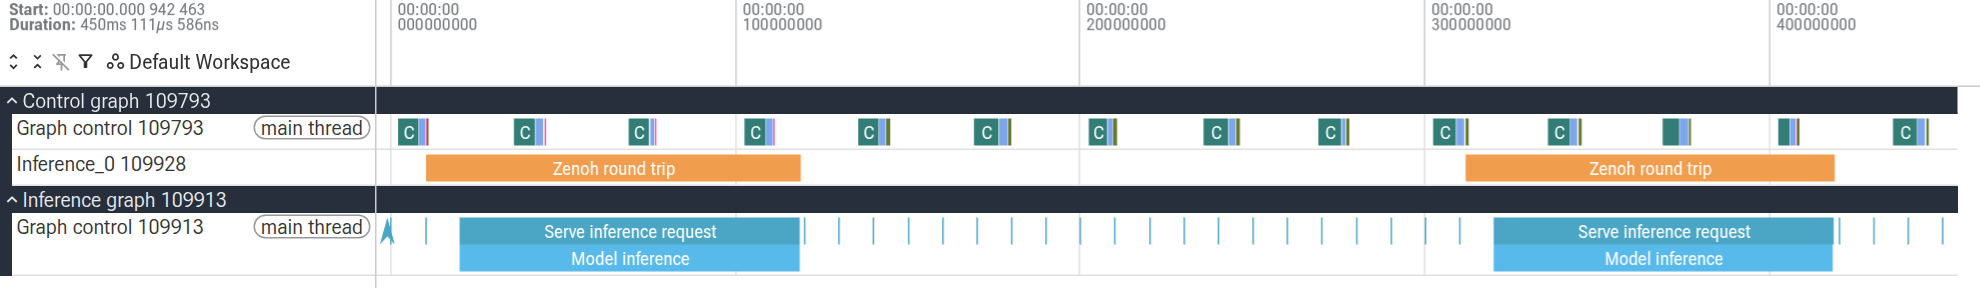 Start: 00:00:00.000 942 463
Duration: 450ms 111µs 586ns
00:00:00 00:00:00 00:00:00 00:00:00 00:00:00
000000000 100000000 200000000 300000000 400000000
Default Workspace
Control graph 109793
Graph control 109793 main thread C C C C C C C C C C C C
Inference_0 109928 Zenoh round trip Zenoh round trip
Inference graph 109913
Graph control 109913 main thread Serve inference request Serve inference request
Model inference Model inference